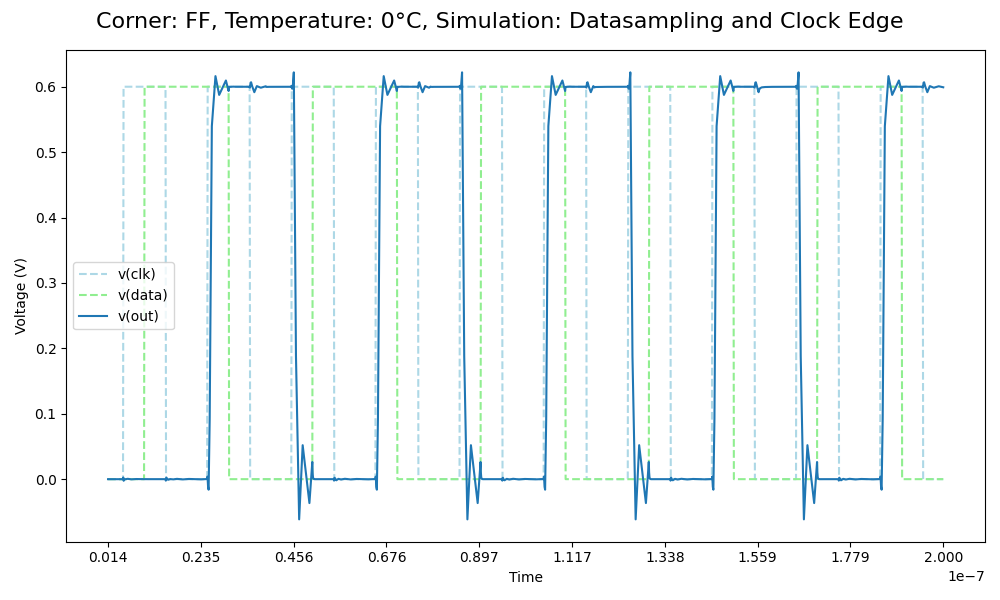 Corner: FF, Temperature: 0°C, Simulation: Datasampling and Clock Edge
0.6
0.5
0.4
0.3
0.2
0.1
0.0
Voltage (V)
v(clk)
v(data)
v(out)
0.014 0.235 0.456 0.676 0.897 1.117 1.338 1.559 1.779 2.000
1e−7
Time